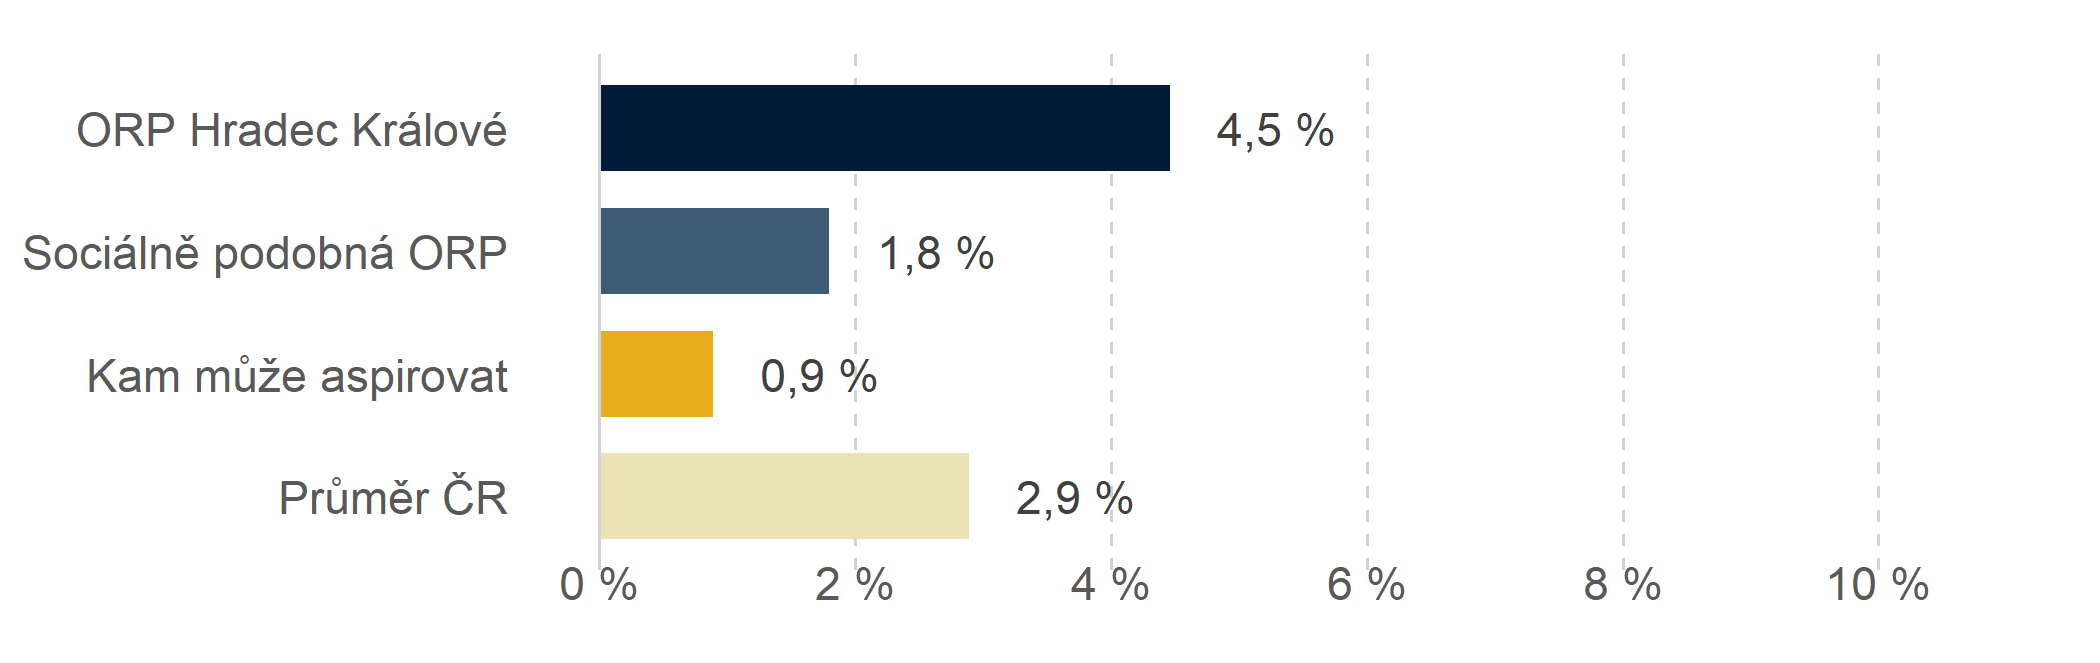 ORP Hradec Králové
4,5 %
Sociálně podobná ORP
1,8 %
Kam může aspirovat
0,9 %
Průměr ČR
2,9 %
0 % 2 % 4 % 6 % 8 % 10 %